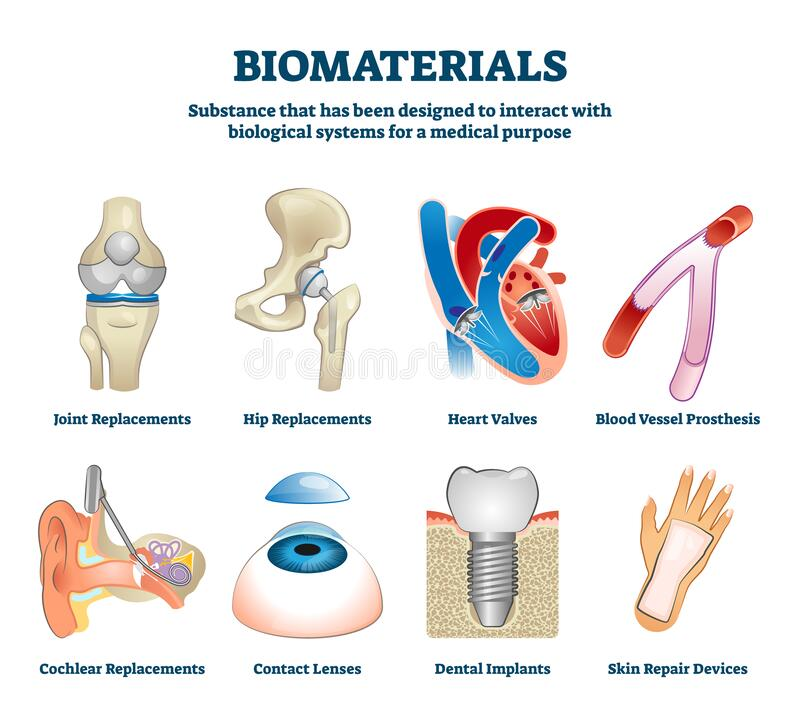 BIOMATERIALS
Substance that has been designed to interact with
biological systems for a medical purpose
Joint Replacements
Hip Replacements
Heart Valves
Blood Vessel Prosthesis
dreamstime
Cochlear Replacements
Contact Lenses
Dental Implants
Skin Repair Devices